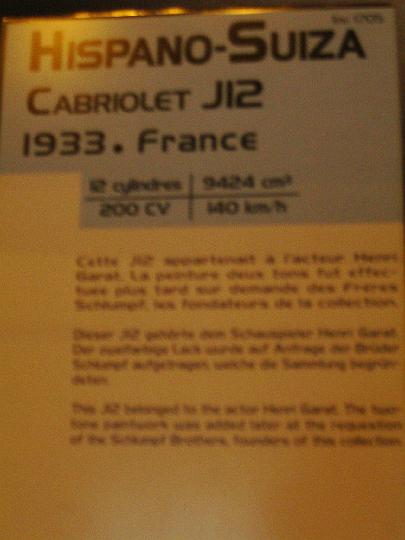 Inv. 1705
HISPANO-SUIZA
CABRIOLET J12
1933. France
12 cylindres 9424 cm³
200 CV 140 km/h
Cette J12 appartenait à l'acteur Henri
Garat. La peinture deux tons fut effec-
tuée plus tard sur demande des Frères
Schlumpf, les fondateurs de la collection.
Dieser J12 gehörte dem Schauspieler Henri Garat.
Der zweifarbige Lack wurde auf Anfrage der Brüder
Schlumpf aufgetragen, welche die Sammlung begrün-
deten.
This J12 belonged to the actor Henri Garat. The two-
tone paintwork was added later at the requestion
of the Schlumpf Brothers, founders of this collection.